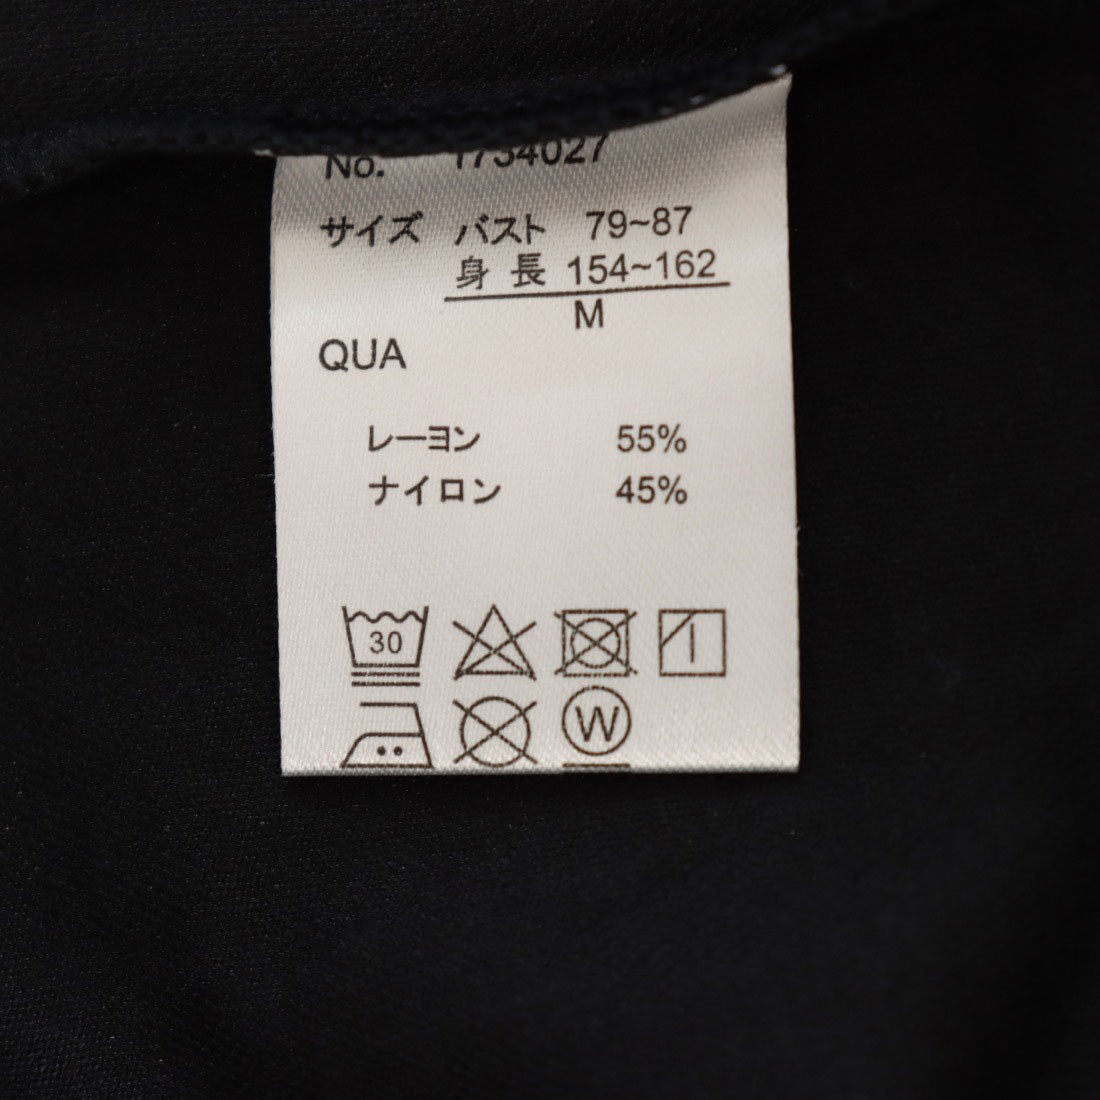 No. 1734027
サイズ バスト 79~87
身長 154~162
M
QUA
レーヨン 55%
ナイロン 45%
30
W